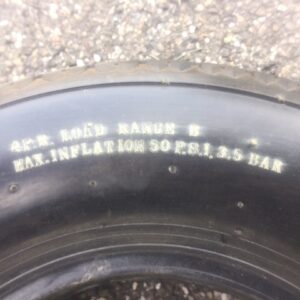 4P.R. LOAD RANGE B
MAX.INFLATION 50 P.S.I. 3.5 BAR